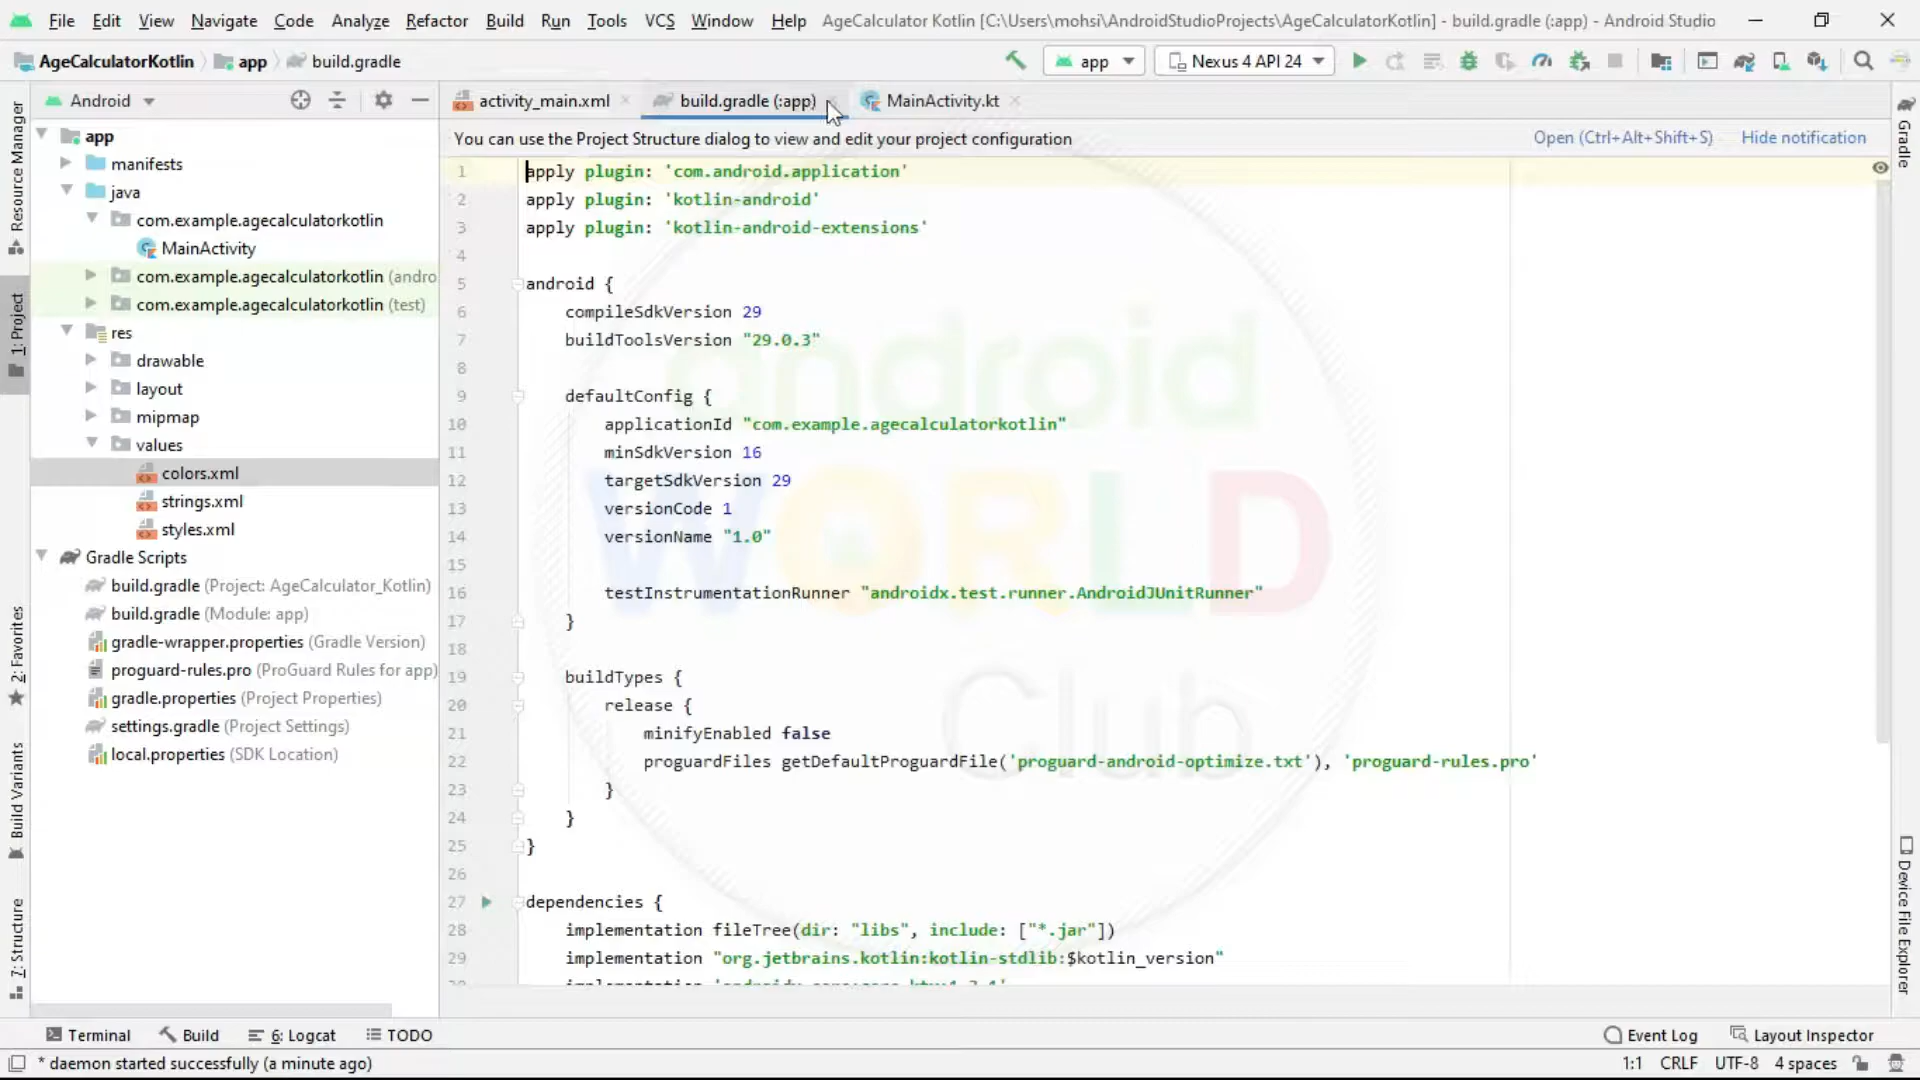 File Edit View Navigate Code Analyze Refactor Build Run Tools VCS Window Help AgeCalculator Kotlin [C:\Users\mohsi\AndroidStudioProjects\AgeCalculatorKotlin] - build.gradle (:app) - Android Studio
AgeCalculatorKotlin app build.gradle
app Nexus 4 API 24
Resource Manager
1: Project
2: Favorites
Build Variants
7: Structure
Android
app
manifests
java
com.example.agecalculatorkotlin
MainActivity
com.example.agecalculatorkotlin (andro
com.example.agecalculatorkotlin (test)
res
drawable
layout
mipmap
values
colors.xml
strings.xml
styles.xml
Gradle Scripts
build.gradle (Project: AgeCalculator_Kotlin)
build.gradle (Module: app)
gradle-wrapper.properties (Gradle Version)
proguard-rules.pro (ProGuard Rules for app)
gradle.properties (Project Properties)
settings.gradle (Project Settings)
local.properties (SDK Location)
activity_main.xml build.gradle (:app) MainActivity.kt
You can use the Project Structure dialog to view and edit your project configuration Open (Ctrl+Alt+Shift+S) Hide notification
1 apply plugin: 'com.android.application'
2 apply plugin: 'kotlin-android'
3 apply plugin: 'kotlin-android-extensions'
4
5 android {
6 compileSdkVersion 29
7 buildToolsVersion "29.0.3"
8
9 defaultConfig {
10 applicationId "com.example.agecalculatorkotlin"
11 minSdkVersion 16
12 targetSdkVersion 29
13 versionCode 1
14 versionName "1.0"
15
16 testInstrumentationRunner "androidx.test.runner.AndroidJUnitRunner"
17 }
18
19 buildTypes {
20 release {
21 minifyEnabled false
22 proguardFiles getDefaultProguardFile('proguard-android-optimize.txt'), 'proguard-rules.pro'
23 }
24 }
25 }
26
27 dependencies {
28 implementation fileTree(dir: "libs", include: ["*.jar"])
29 implementation "org.jetbrains.kotlin:kotlin-stdlib:$kotlin_version"
android
WORLD
Club
Gradle
Device File Explorer
Terminal Build 6: Logcat TODO Event Log Layout Inspector
* daemon started successfully (a minute ago) 1:1 CRLF UTF-8 4 spaces